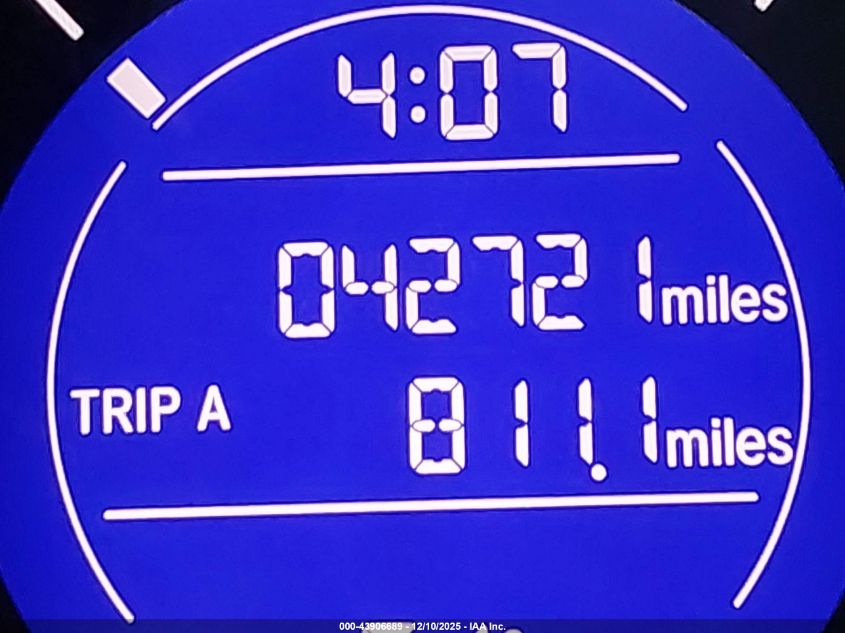 4:07
042721 miles
TRIP A 811.1 miles
000-43906689 - 12/10/2025 - IAA Inc.